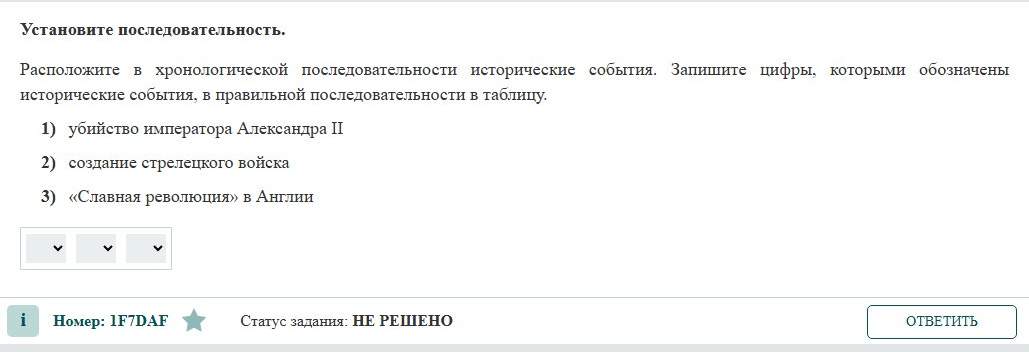 Установите последовательность.
Расположите в хронологической последовательности исторические события. Запишите цифры, которыми обозначены
исторические события, в правильной последовательности в таблицу.
1) убийство императора Александра II
2) создание стрелецкого войска
3) «Славная революция» в Англии
i Номер: 1F7DAF Статус задания: НЕ РЕШЕНО ОТВЕТИТЬ